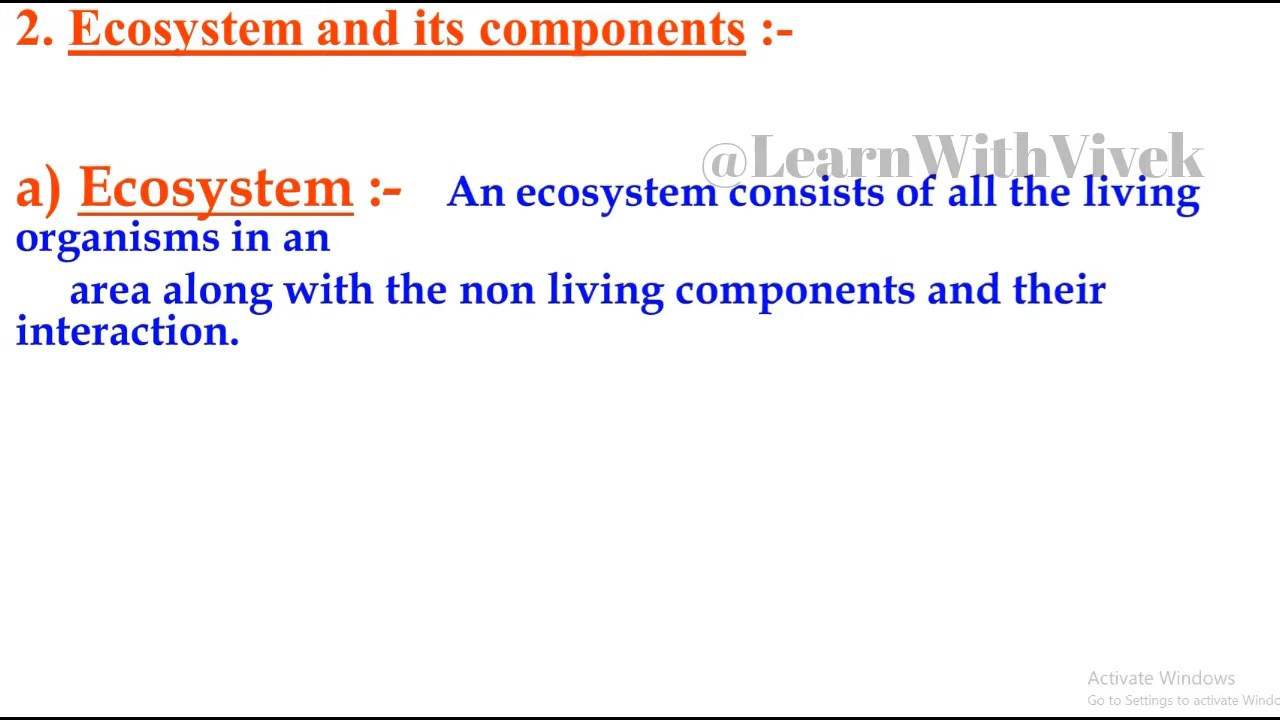 2. Ecosystem and its components :-
@LearnWithVivek
a) Ecosystem :- An ecosystem consists of all the living
organisms in an
area along with the non living components and their
interaction.
Activate Windows
Go to Settings to activate Windo